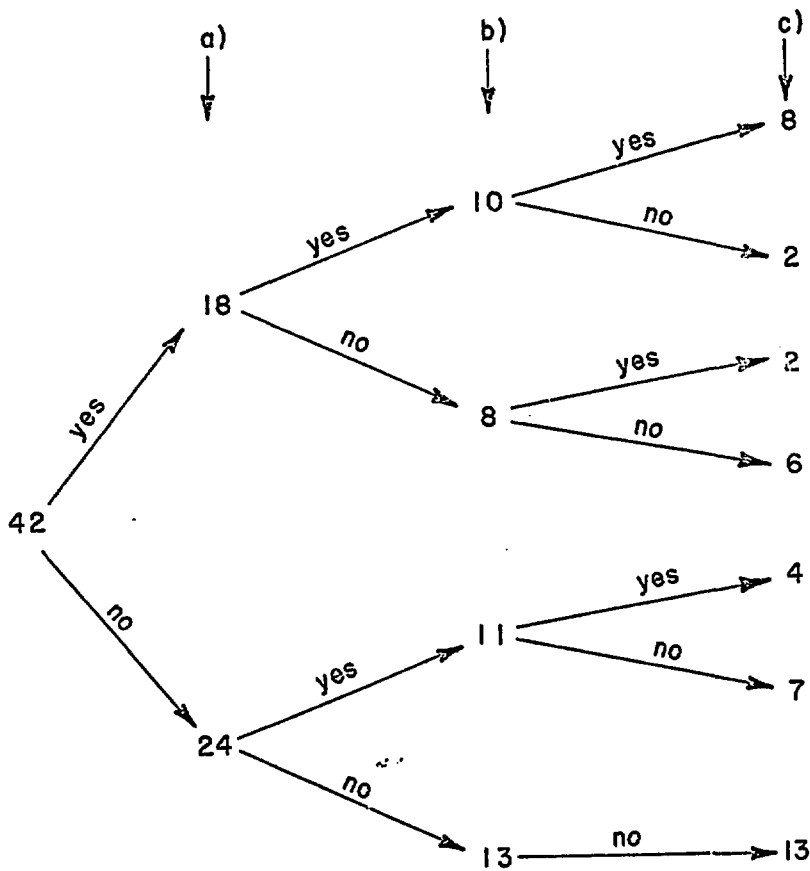 a) b) c)
8
yes
10
no
yes
2
18
no
2
yes
8
no
yes
6
42
4
yes
no
11
no
yes
7
24
no
13 no 13